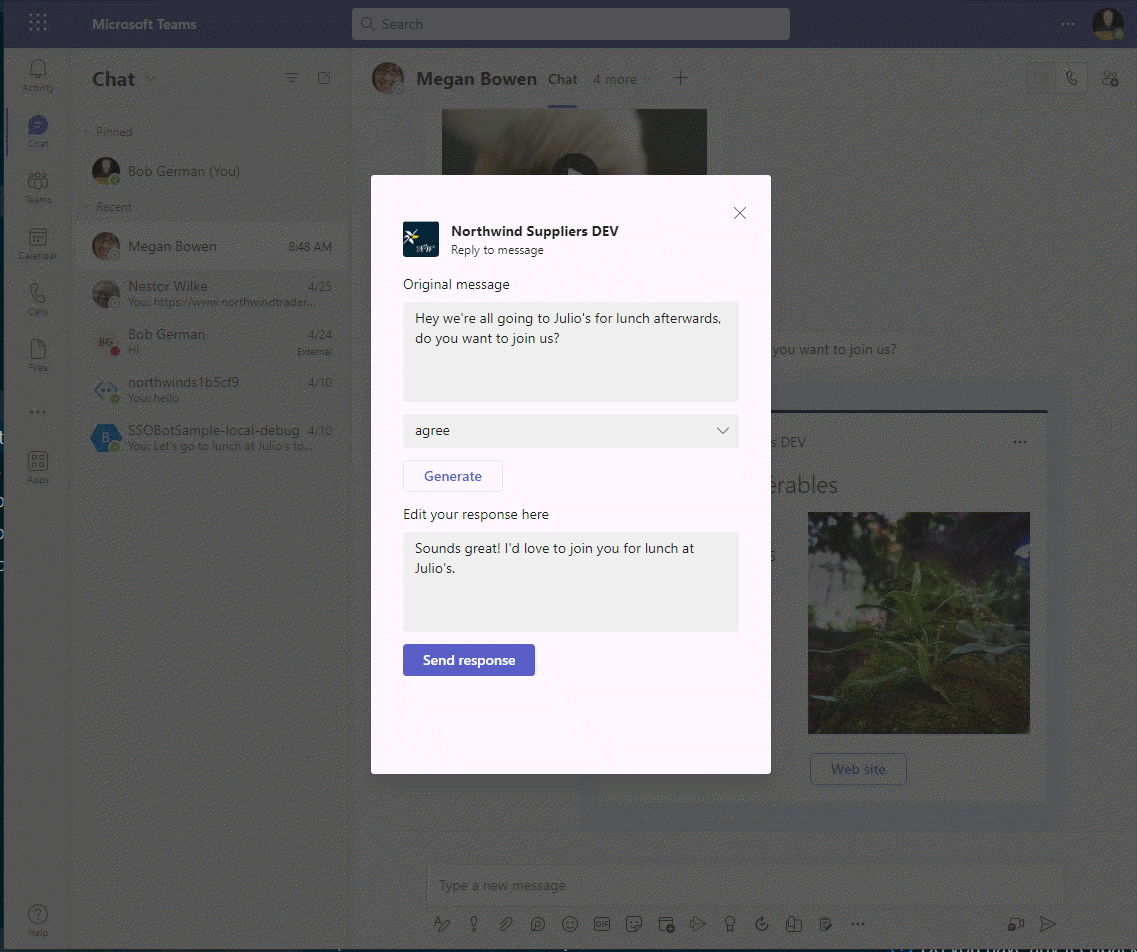 Microsoft Teams
Search
Activity
Chat
Teams
Calendar
Calls
Files
Apps
Help
Chat
Pinned
Bob German (You)
Recent
Megan Bowen 8:48 AM
Nestor Wilke 4/25
You: https://www.northwindtrader...
BG
Bob German 4/24
Hi External
northwinds1b5cf9 4/10
You: hello
B
SSOBotSample-local-debug 4/10
You: Let's go to lunch at Julio's to...
Megan Bowen Chat 4 more
Northwind Suppliers DEV
Reply to message
Original message
Hey we're all going to Julio's for lunch afterwards,
do you want to join us?
agree
Generate
Edit your response here
Sounds great! I'd love to join you for lunch at
Julio's.
Send response
you want to join us?
s DEV
erables
s
Web site
Type a new message
GIF